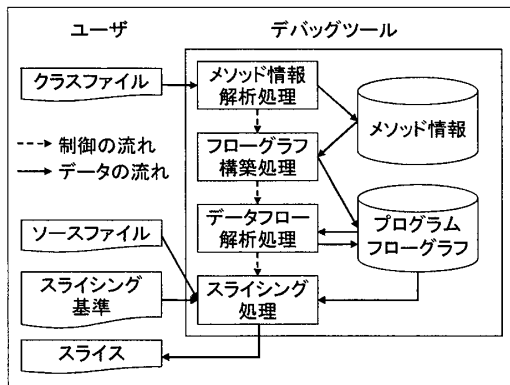 ユーザ
デバッグツール
クラスファイル
メソッド情報
解析処理
メソッド情報
制御の流れ
データの流れ
フローグラフ
構築処理
データフロー
解析処理
プログラム
フローグラフ
ソースファイル
スライシング
基準
スライシング
処理
スライス